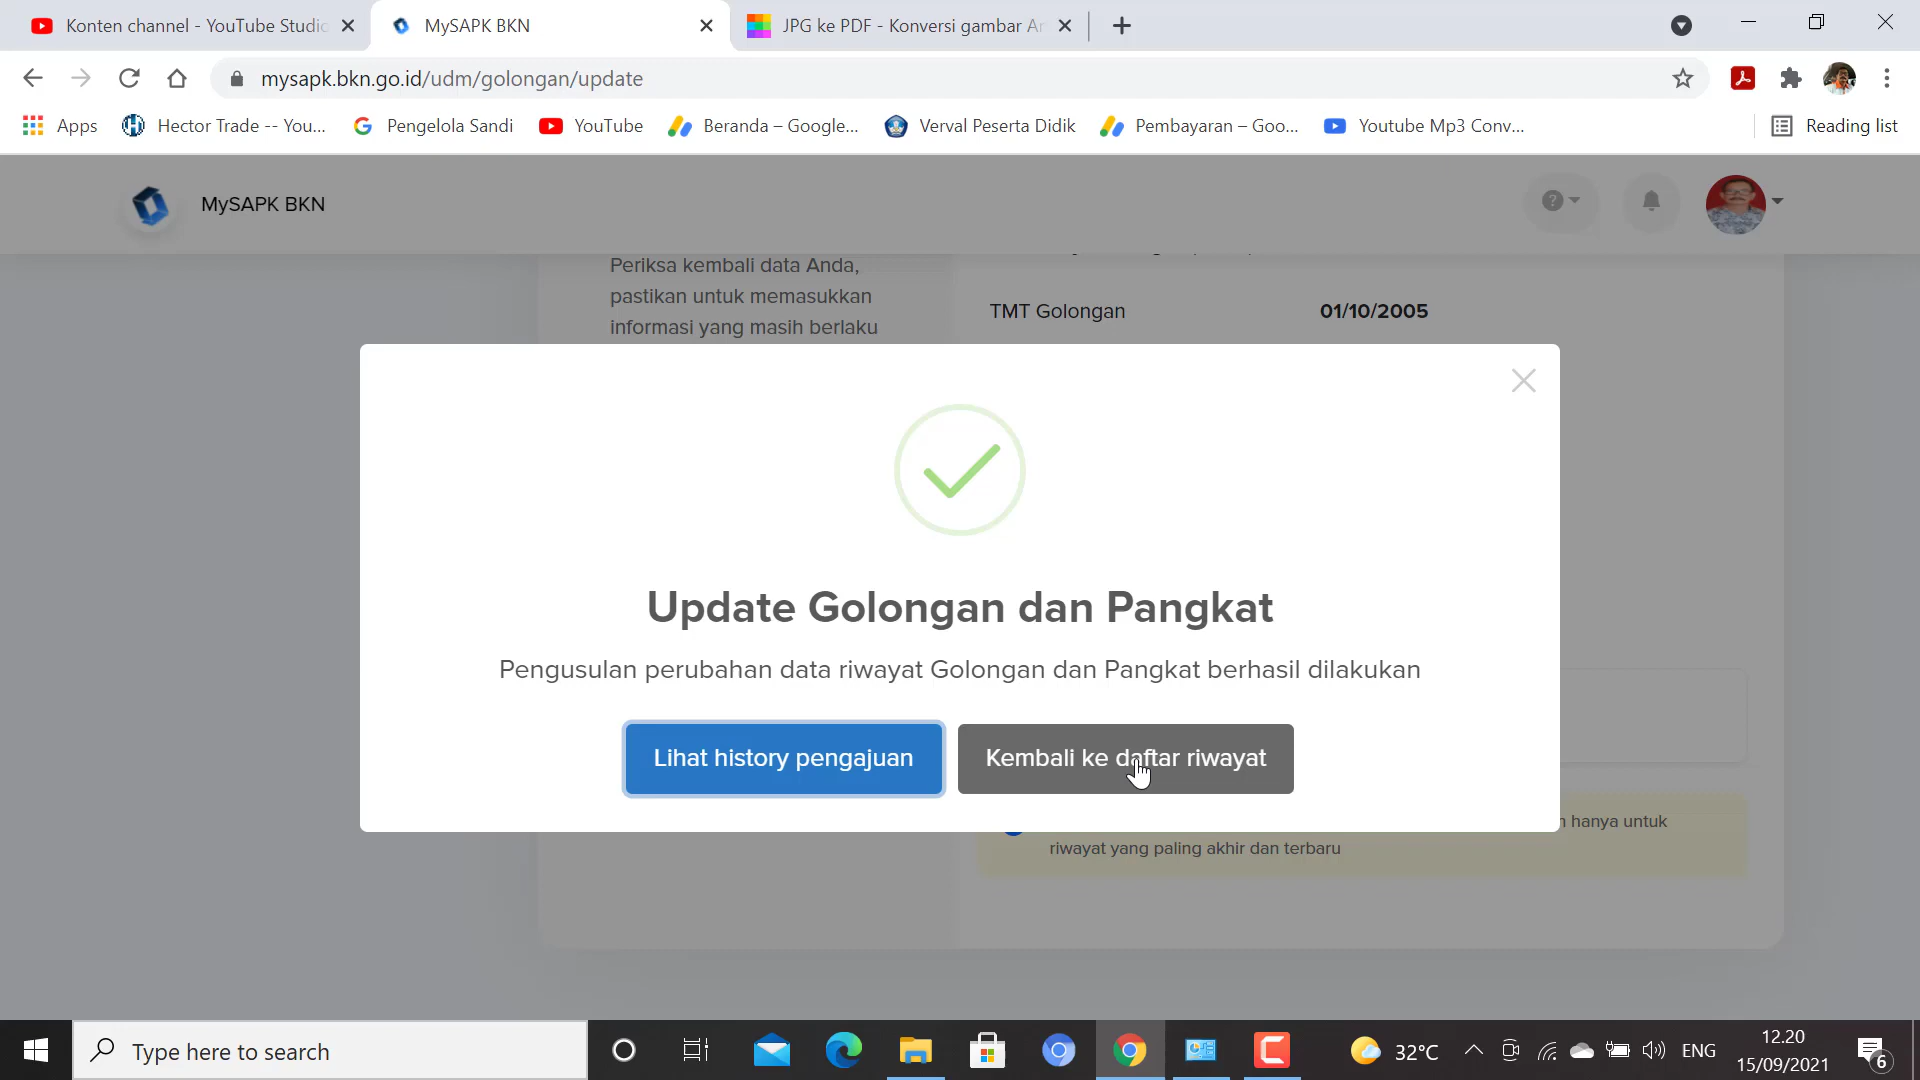 Konten channel - YouTube Studio
MySAPK BKN
JPG ke PDF - Konversi gambar
mysapk.bkn.go.id/udm/golongan/update
Apps
Hector Trade -- You...
Pengelola Sandi
YouTube
Beranda – Google...
Verval Peserta Didik
Pembayaran – Goo...
Youtube Mp3 Conv...
Reading list
MySAPK BKN
Periksa kembali data Anda,
pastikan untuk memasukkan
informasi yang masih berlaku
TMT Golongan 01/10/2005
Update Golongan dan Pangkat
Pengusulan perubahan data riwayat Golongan dan Pangkat berhasil dilakukan
Lihat history pengajuan
Kembali ke daftar riwayat
hanya untuk
riwayat yang paling akhir dan terbaru
Type here to search
32°C
ENG
12.20
15/09/2021
6